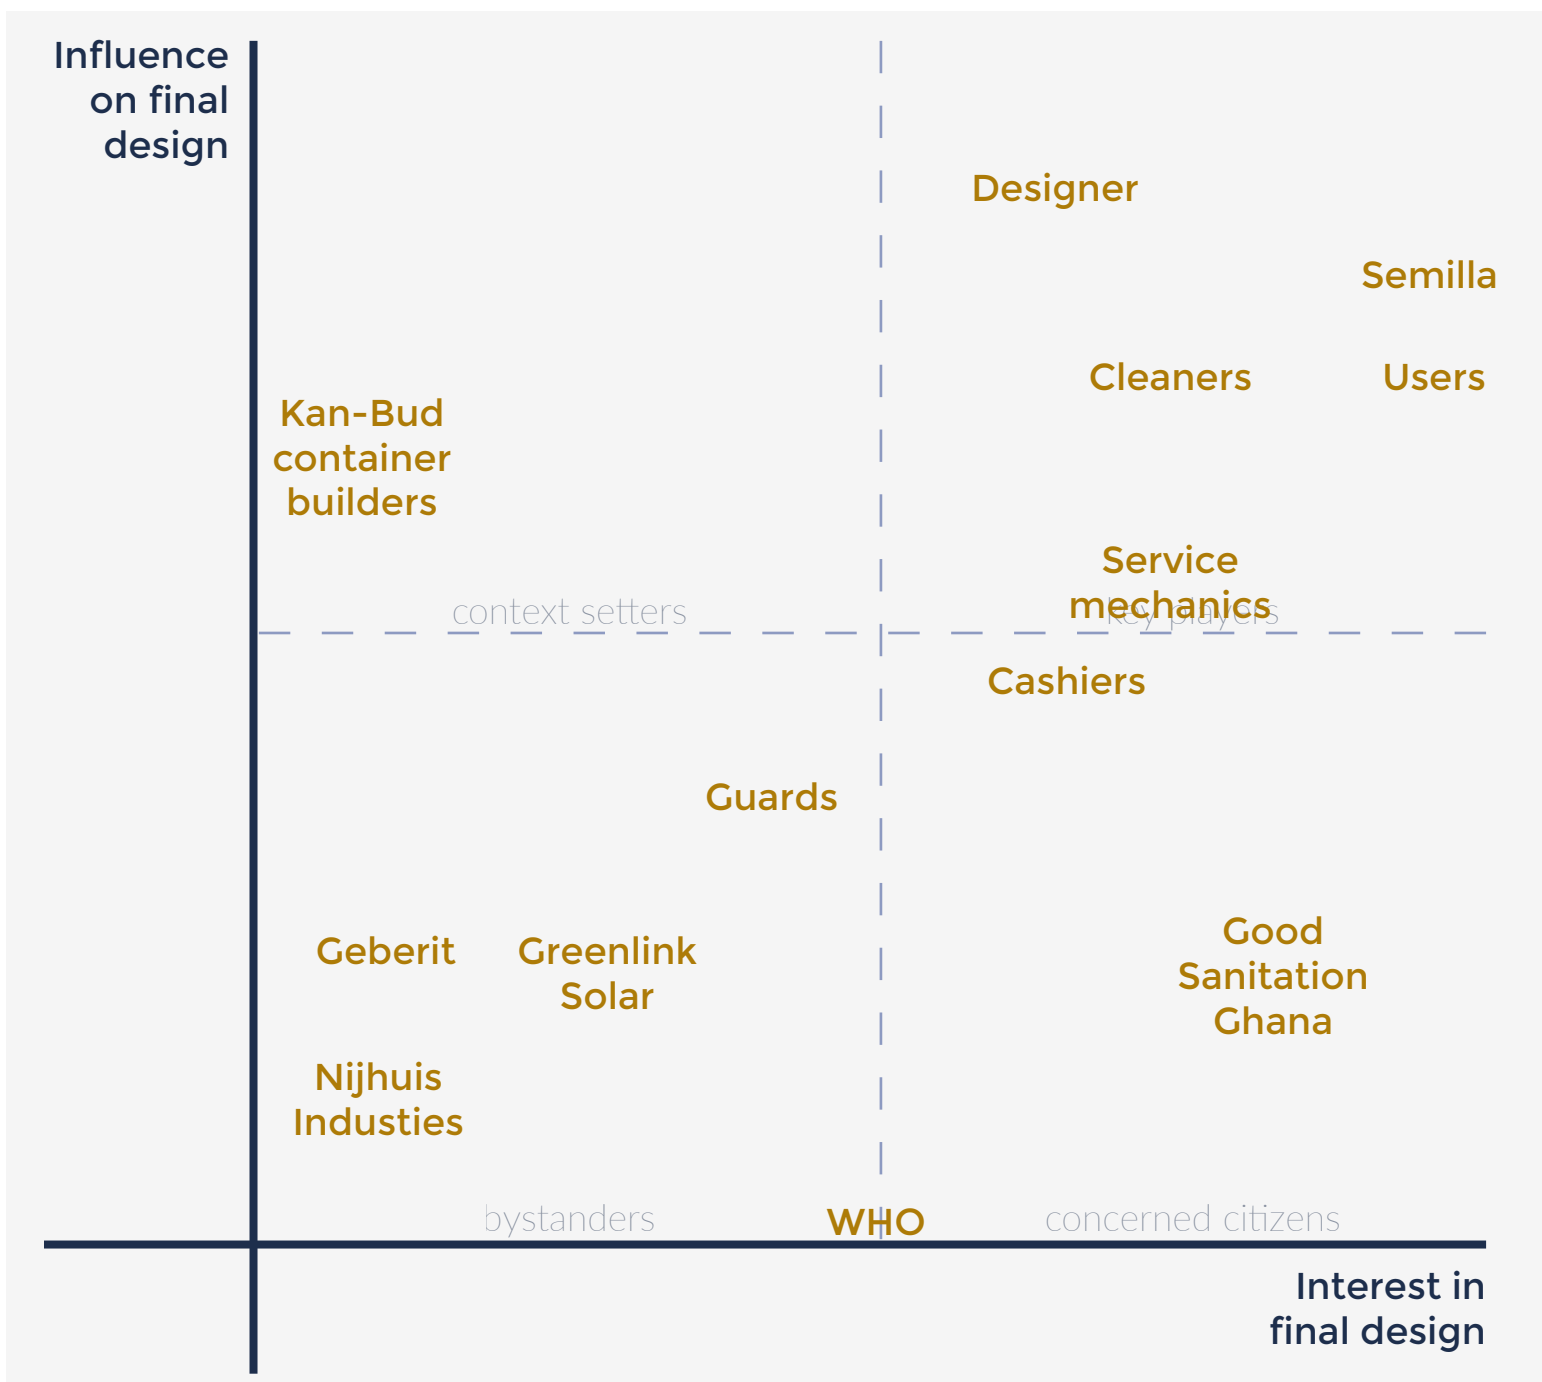 Influence
on final
design
Designer
Semilla
Cleaners
Users
Kan-Bud
container
builders
Service
mechanics
context setters
key players
Cashiers
Guards
Geberit
Greenlink
Solar
Good
Sanitation
Ghana
Nijhuis
Industies
bystanders
WHO
concerned citizens
Interest in
final design